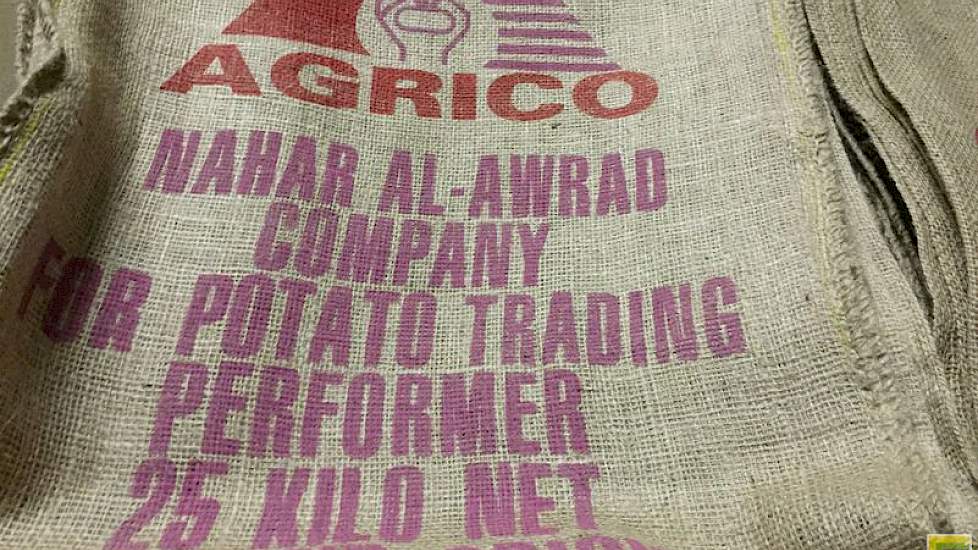 AGRICO
NAHAR AL-AWRAD
COMPANY
FOR POTATO TRADING
PERFORMER
25 KILO NET